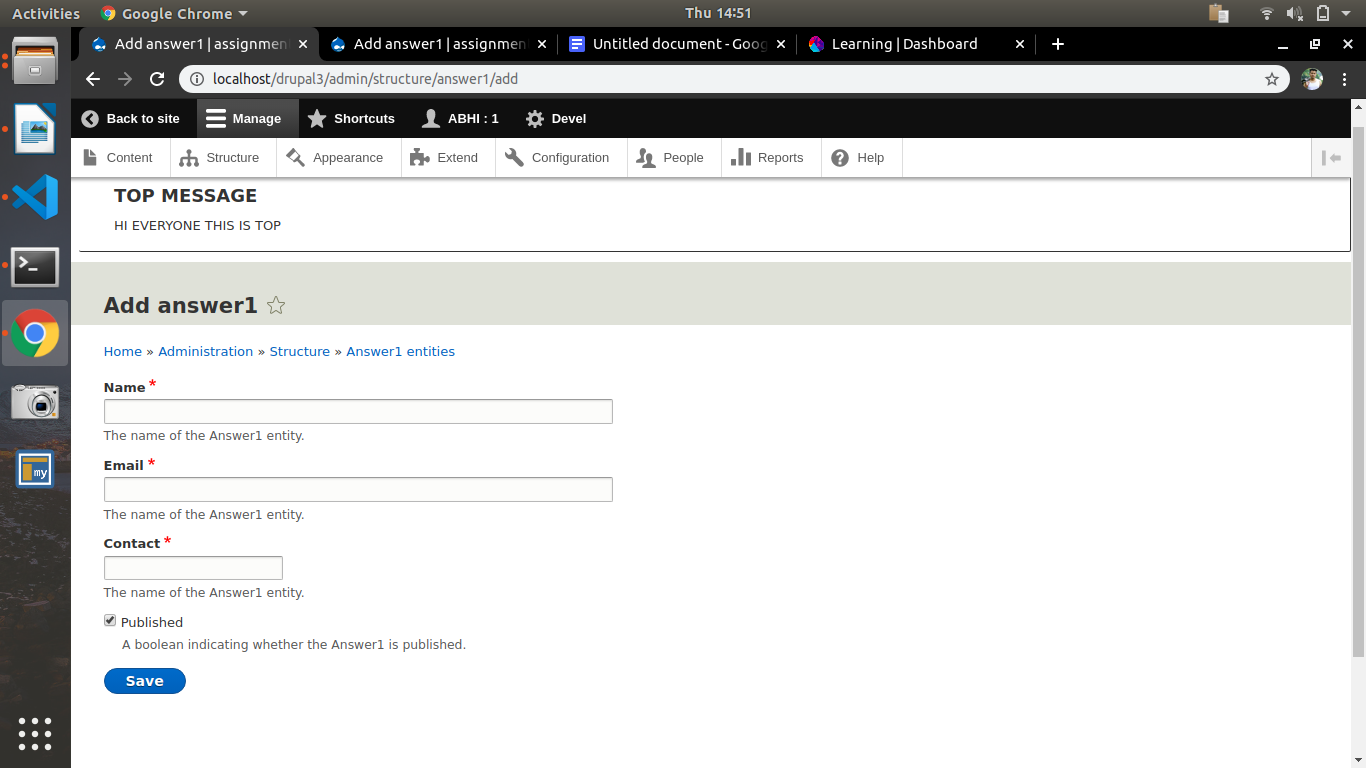 Activities Google Chrome Thu 14:51
Add answer1 | assignmen Add answer1 | assignmen Untitled document - Goog Learning | Dashboard
localhost/drupal3/admin/structure/answer1/add
Back to site Manage Shortcuts ABHI : 1 Devel
Content Structure Appearance Extend Configuration People Reports Help
TOP MESSAGE
HI EVERYONE THIS IS TOP
Add answer1
Home » Administration » Structure » Answer1 entities
Name *
The name of the Answer1 entity.
Email *
The name of the Answer1 entity.
Contact *
The name of the Answer1 entity.
Published
A boolean indicating whether the Answer1 is published.
Save
my